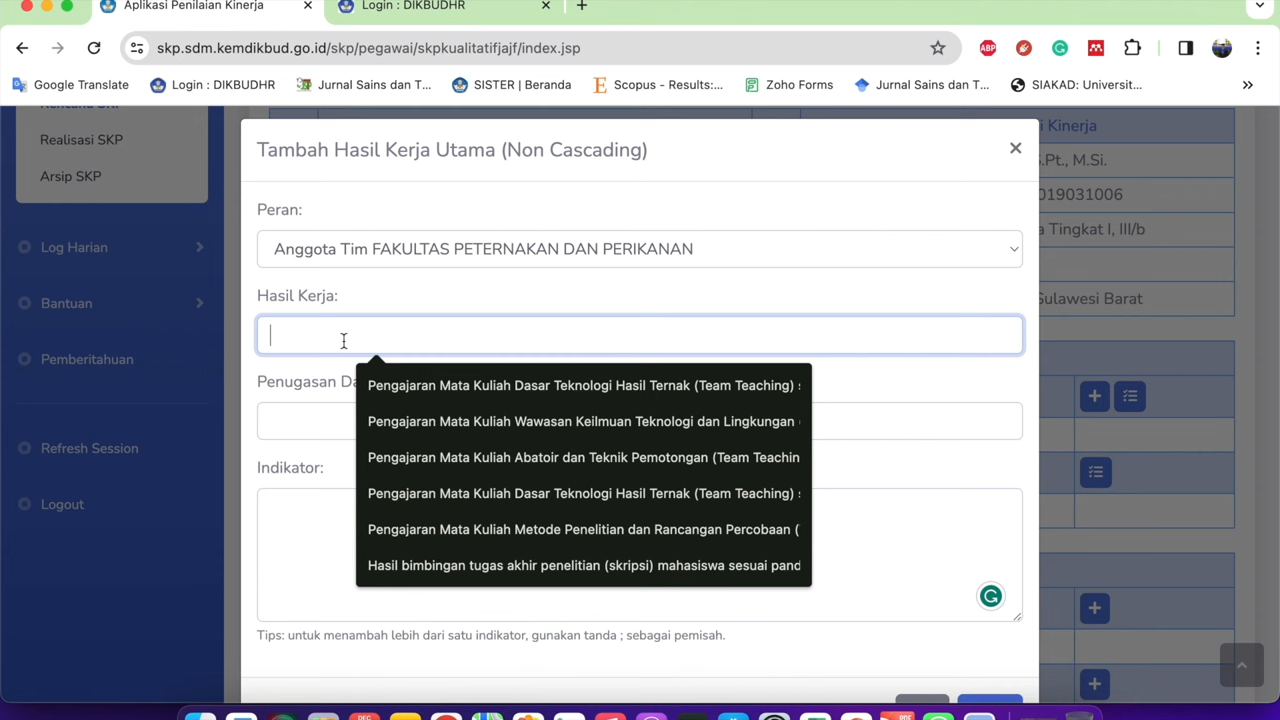 Aplikasi Penilaian Kinerja
Login : DIKBUDHR
skp.sdm.kemdikbud.go.id/skp/pegawai/skpkualitatifjajf/index.jsp
ABP
Google Translate
Login : DIKBUDHR
Jurnal Sains dan T...
SISTER | Beranda
Scopus - Results:...
Zoho Forms
Jurnal Sains dan T...
SIAKAD: Universit...
Realisasi SKP
Arsip SKP
Log Harian
Bantuan
Pemberitahuan
Refresh Session
Logout
i Kinerja
S.Pt., M.Si.
019031006
a Tingkat I, III/b
Sulawesi Barat
Tambah Hasil Kerja Utama (Non Cascading)
Peran:
Anggota Tim FAKULTAS PETERNAKAN DAN PERIKANAN
Hasil Kerja:
Penugasan Da
Pengajaran Mata Kuliah Dasar Teknologi Hasil Ternak (Team Teaching) s
Pengajaran Mata Kuliah Wawasan Keilmuan Teknologi dan Lingkungan
Pengajaran Mata Kuliah Abatoir dan Teknik Pemotongan (Team Teachin
Pengajaran Mata Kuliah Dasar Teknologi Hasil Ternak (Team Teaching) s
Pengajaran Mata Kuliah Metode Penelitian dan Rancangan Percobaan (
Hasil bimbingan tugas akhir penelitian (skripsi) mahasiswa sesuai pand
Indikator:
Tips: untuk menambah lebih dari satu indikator, gunakan tanda ; sebagai pemisah.
DEC